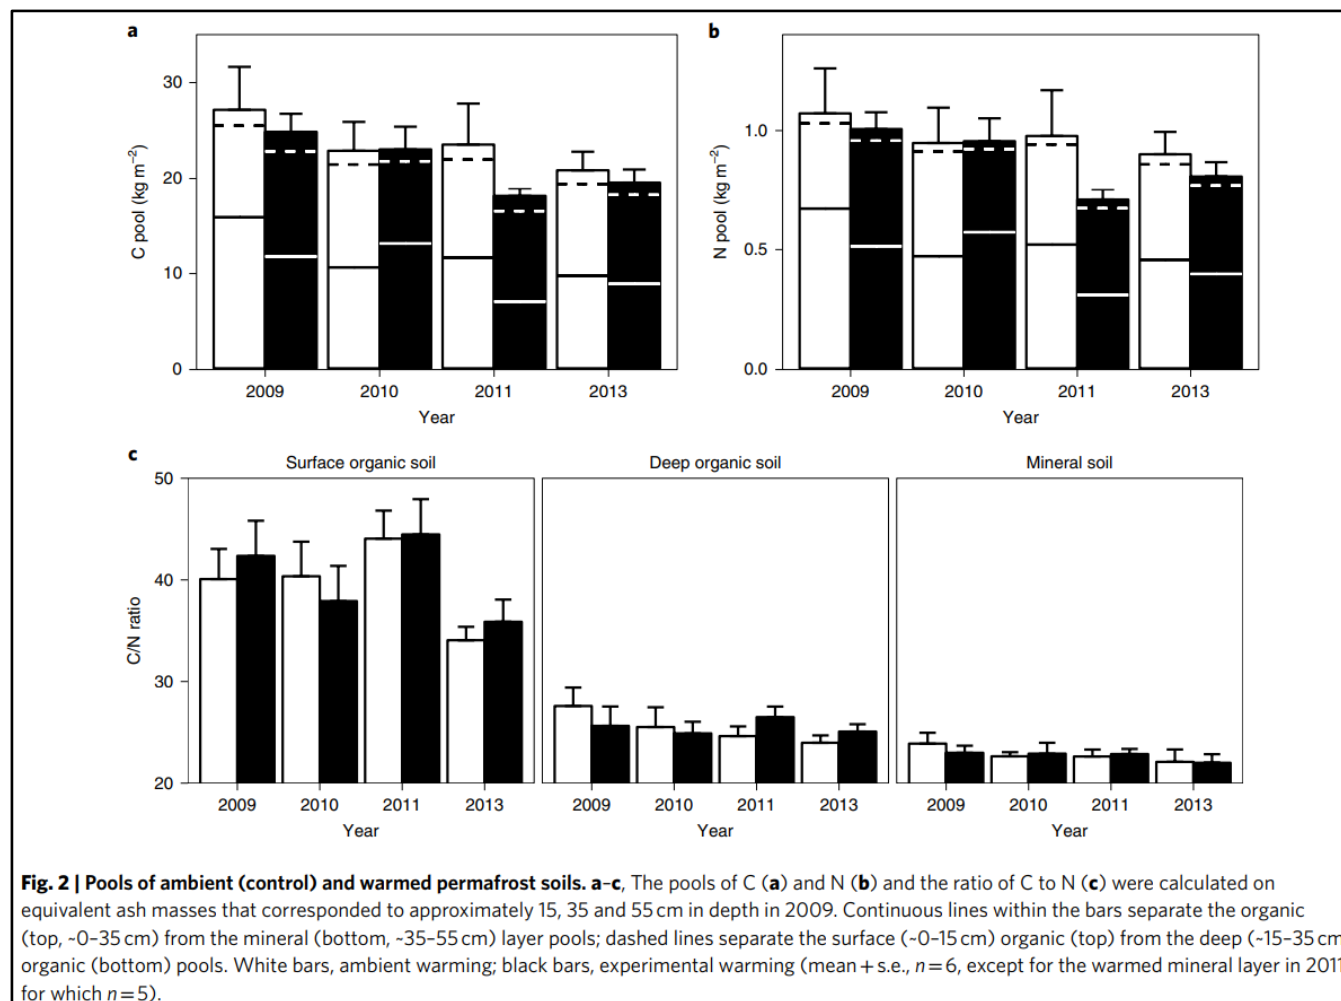 a
b
30
20
10
0
C pool (kg m⁻²)
2009 2010 2011 2013
Year
1.0
0.5
0.0
N pool (kg m⁻²)
2009 2010 2011 2013
Year
c
Surface organic soil
Deep organic soil
Mineral soil
50
40
30
20
C/N ratio
2009 2010 2011 2013
Year
2009 2010 2011 2013
Year
2009 2010 2011 2013
Year
Fig. 2 | Pools of ambient (control) and warmed permafrost soils. a–c, The pools of C (a) and N (b) and the ratio of C to N (c) were calculated on
equivalent ash masses that corresponded to approximately 15, 35 and 55 cm in depth in 2009. Continuous lines within the bars separate the organic
(top, ~0–35 cm) from the mineral (bottom, ~35–55 cm) layer pools; dashed lines separate the surface (~0–15 cm) organic (top) from the deep (~15–35 cm
organic (bottom) pools. White bars, ambient warming; black bars, experimental warming (mean + s.e., n = 6, except for the warmed mineral layer in 2011
for which n = 5).